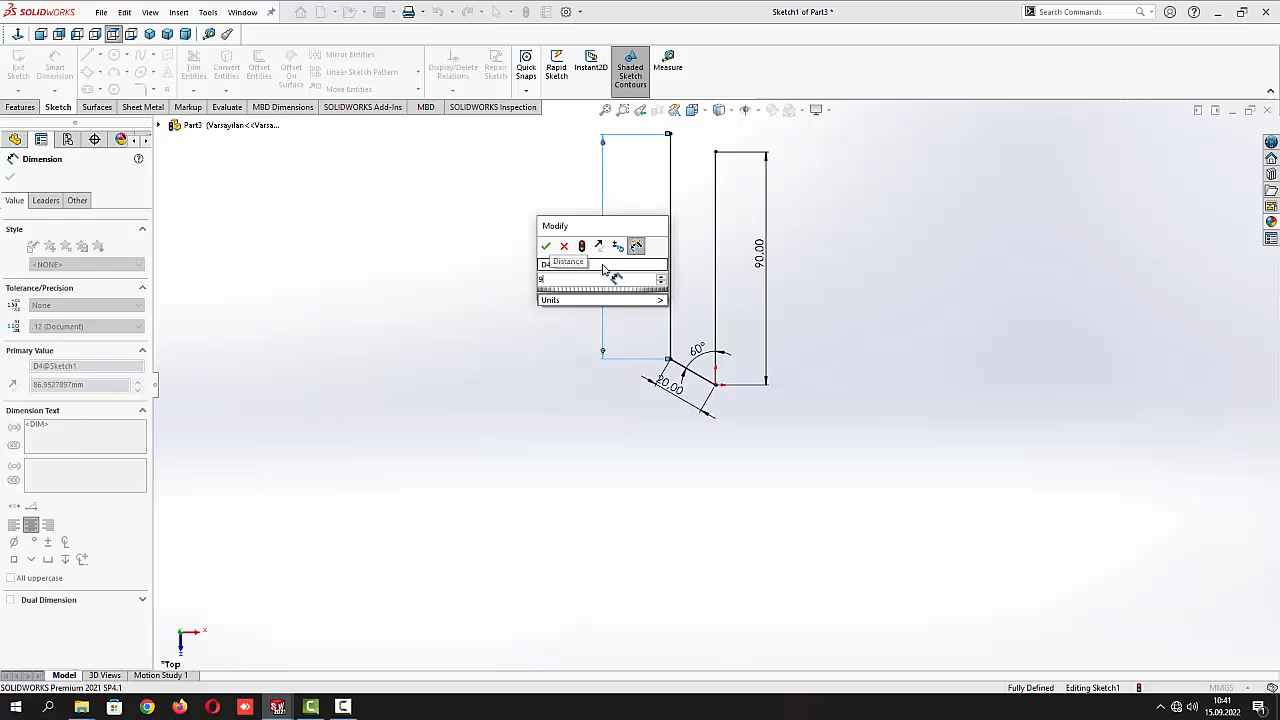 SOLIDWORKS
File
Edit
View
Insert
Tools
Window
Sketch1 of Part3 *
Search Commands
Exit Sketch
Smart Dimension
Trim Entities
Convert Entities
Offset Entities
Offset On Surface
Mirror Entities
Linear Sketch Pattern
Move Entities
Display/Delete Relations
Repair Sketch
Quick Snaps
Rapid Sketch
Instant2D
Shaded Sketch Contours
Measure
Features
Sketch
Surfaces
Sheet Metal
Markup
Evaluate
MBD Dimensions
SOLIDWORKS Add-Ins
MBD
SOLIDWORKS Inspection
Part3 (Varsayılan < <Varsa...
Dimension
Value
Leaders
Other
Style
<NONE>
Tolerance/Precision
None
.12 (Document)
Primary Value
D4@Sketch1
86.9527897mm
Dimension Text
<DIM>
All uppercase
Dual Dimension
Modify
Distance
9
Units
90.00
60°
20.00
x
*Top
Model
3D Views
Motion Study 1
SOLIDWORKS Premium 2021 SP4.1
Fully Defined
Editing Sketch1
MMGS
10:41
15.09.2022